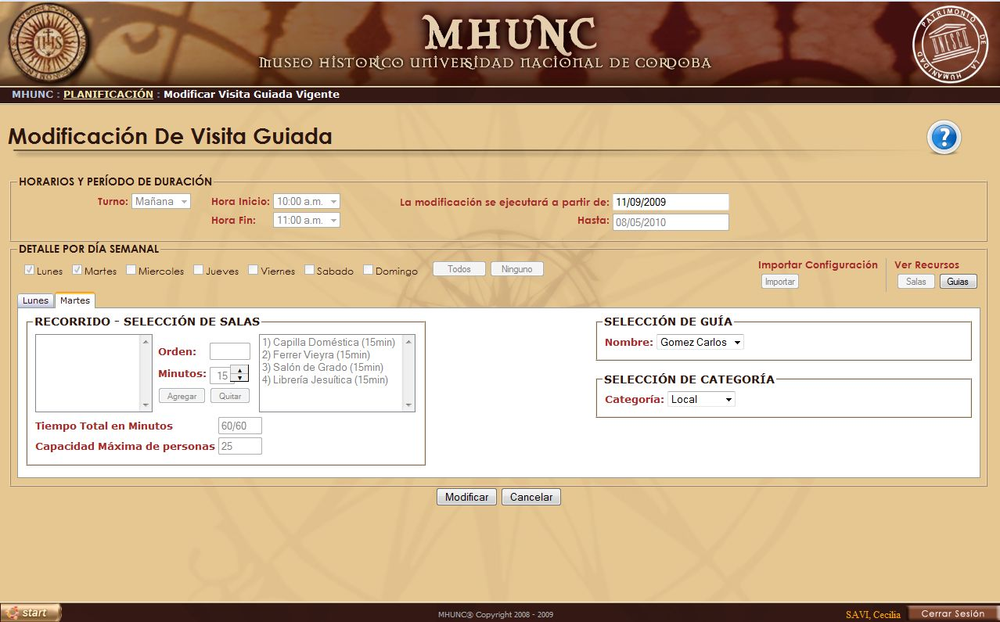 MHUNC
MUSEO HISTORICO UNIVERSIDAD NACIONAL DE CORDOBA
IHS
PATRIMONIO DE LA HUMANIDAD
UNESCO
MHUNC : PLANIFICACIÓN : Modificar Visita Guiada Vigente
Modificación De Visita Guiada
?
HORARIOS Y PERÍODO DE DURACIÓN
Turno: Mañana Hora Inicio: 10:00 a.m. La modificación se ejecutará a partir de: 11/09/2009
Hora Fin: 11:00 a.m. Hasta: 08/05/2010
DETALLE POR DÍA SEMANAL
Lunes Martes Miercoles Jueves Viernes Sabado Domingo Todos Ninguno
Importar Configuración Ver Recursos
Importar Salas Guias
Lunes Martes
RECORRIDO - SELECCIÓN DE SALAS
Orden:
Minutos: 15
Agregar Quitar
1) Capilla Doméstica (15min)
2) Ferrer Vieyra (15min)
3) Salón de Grado (15min)
4) Librería Jesuítica (15min)
Tiempo Total en Minutos 60/60
Capacidad Máxima de personas 25
SELECCIÓN DE GUÍA
Nombre: Gomez Carlos
SELECCIÓN DE CATEGORÍA
Categoría: Local
Modificar Cancelar
start MHUNC® Copyright 2008 - 2009 SAVI, Cecilia Cerrar Sesión